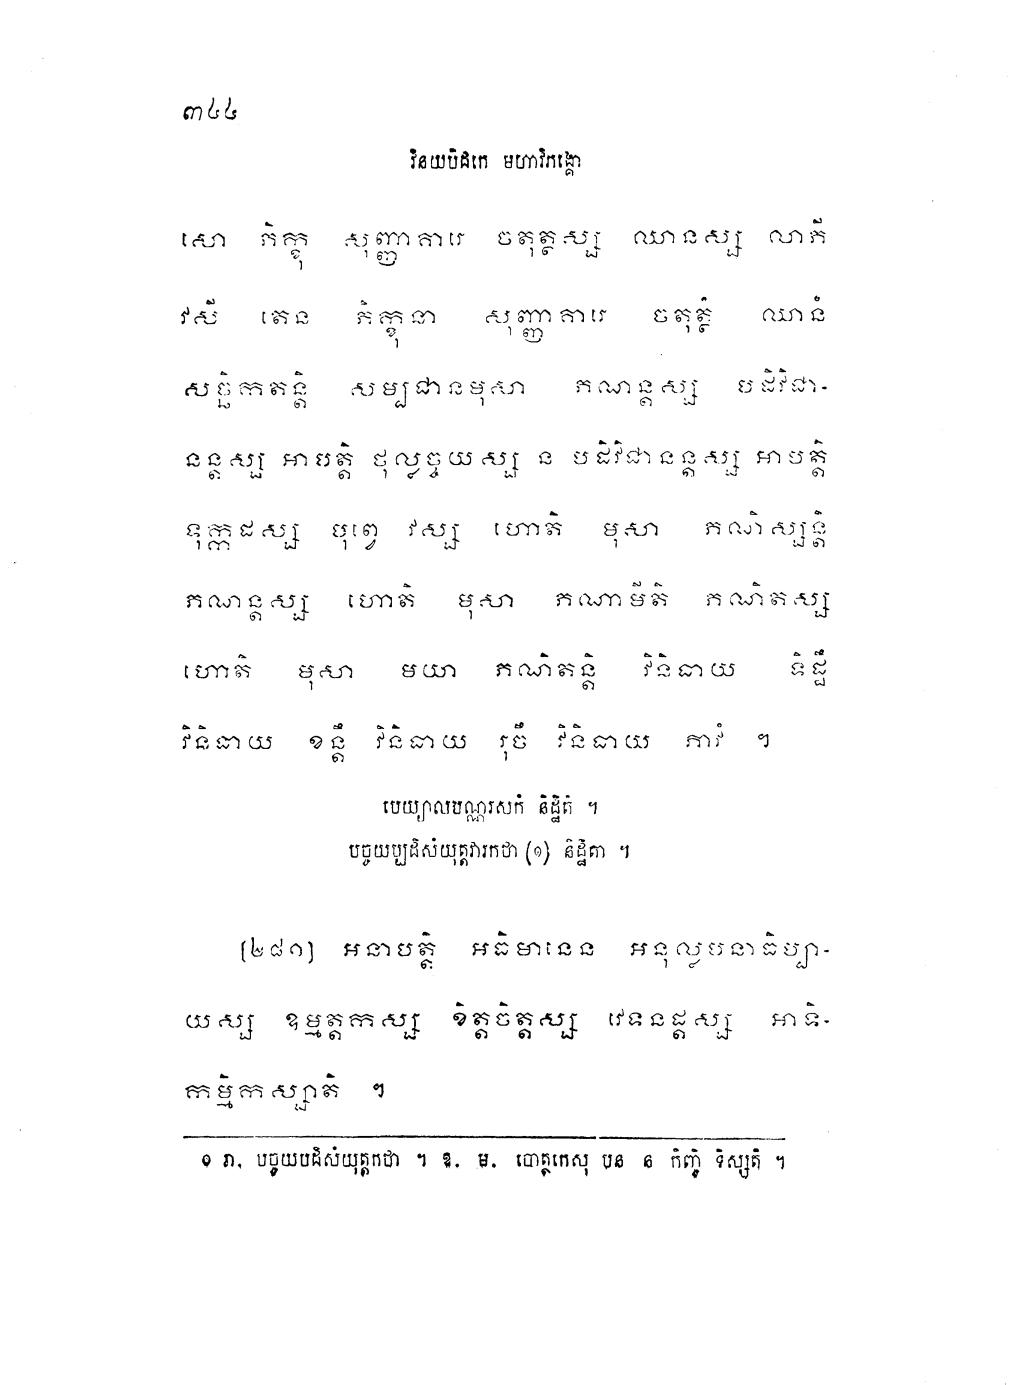 ៣៤៤
វិនយបិដកេ មហាវិភង្គោ
សោ ភិក្ខុ សុញ្ញាគារេ ចតុត្ថស្ស ឈានស្ស លាភី
វសី តេន ភិក្ខុនា សុញ្ញាគារេ ចតុត្ថំ ឈានំ
សច្ឆិកតន្តិ សម្បជានមុសា ភណន្តស្ស បដិវិជា-
នន្តស្ស អាបត្តិ ថុល្លច្ចយស្ស ន បដិវិជានន្តស្ស អាបត្តិ
ទុក្កដស្ស បុព្វេ វស្ស ហោតិ មុសា ភណិស្សន្តិ
ភណន្តស្ស ហោតិ មុសា ភណាមីតិ ភណិតស្ស
ហោតិ មុសា មយា ភណិតន្តិ វិនិធាយ ទិដ្ឋឹ
វិនិធាយ ខន្តឹ វិនិធាយ រុចឹ វិនិធាយ ភាវំ ។
បេយ្យាលបណ្ណរសកំ និដ្ឋិតំ ។
បច្ចយប្បដិសំយុត្តវារកថា (១) និដ្ឋិតា ។
[២៨១] អនាបត្តិ អធិមានេន អនុល្លបនាធិប្បា-
យស្ស ឧម្មត្តកស្ស ខិត្តចិត្តស្ស វេទនដ្ដស្ស អាទិ-
កម្មិកស្សាតិ ។
១ រា. បច្ចយបដិសំយុត្តកថា ។ ឱ. ម. បោត្ថកេសុ បន ន កិញ្ចិ ទិស្សតិ ។